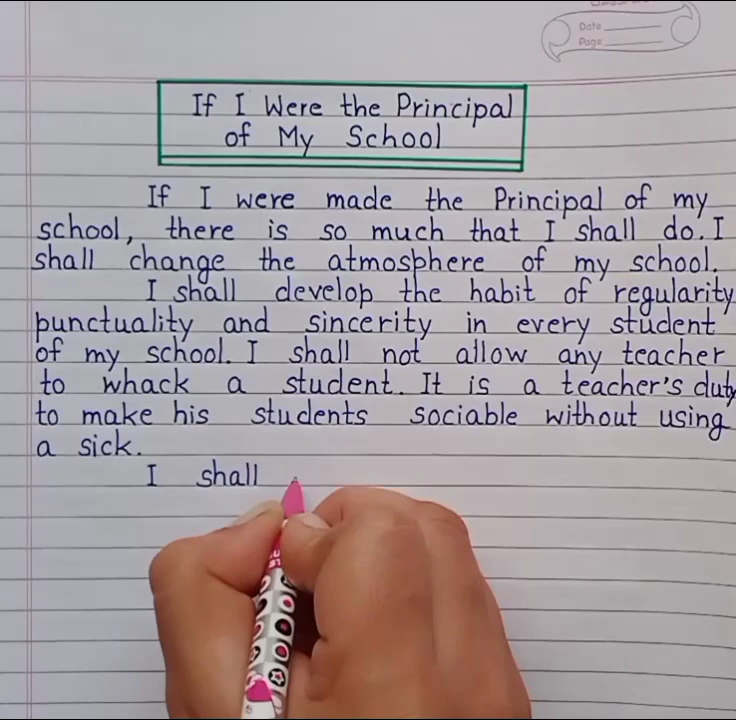 Date
Page
If I Were the Principal
of My School
If I were made the Principal of my
school, there is so much that I shall do. I
shall change the atmosphere of my school.
I shall develop the habit of regularity
punctuality and sincerity in every student
of my school. I shall not allow any teacher
to whack a student. It is a teacher's duty
to make his students sociable without using
a sick.
I shall